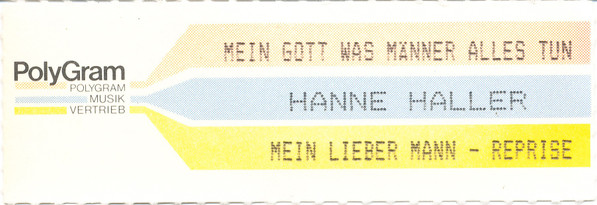 MEIN GOTT WAS MÄNNER ALLES TUN
PolyGram
POLYGRAM
MUSIK
VERTRIEB
HANNE HALLER
MEIN LIEBER MANN - REPRISE